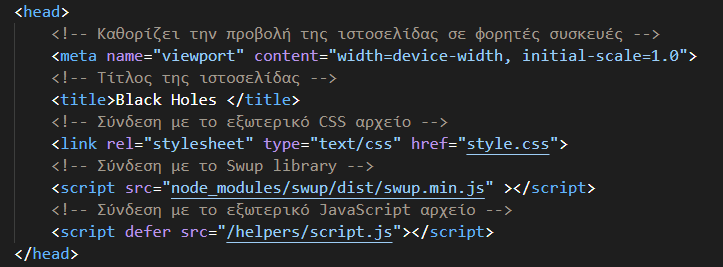 <head>
<!-- Καθορίζει την προβολή της ιστοσελίδας σε φορητές συσκευές -->
<meta name="viewport" content="width=device-width, initial-scale=1.0">
<!-- Τίτλος της ιστοσελίδας -->
<title>Black Holes </title>
<!-- Σύνδεση με το εξωτερικό CSS αρχείο -->
<link rel="stylesheet" type="text/css" href="style.css">
<!-- Σύνδεση με το Swup library -->
<script src="node_modules/swup/dist/swup.min.js" ></script>
<!-- Σύνδεση με το εξωτερικό JavaScript αρχείο -->
<script defer src="/helpers/script.js"></script>
</head>